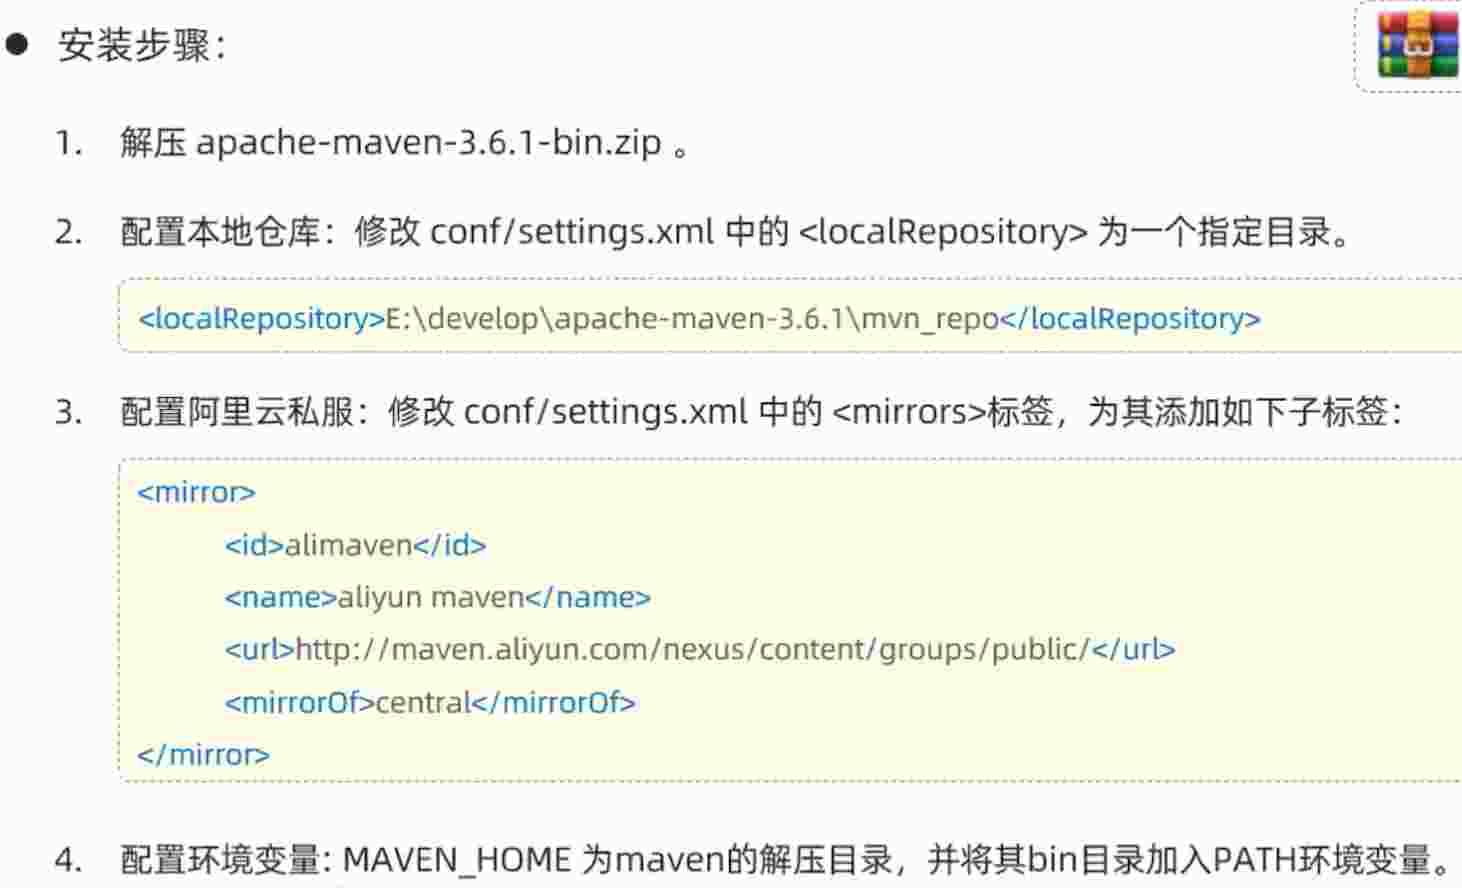 ● 安装步骤：
1. 解压 apache-maven-3.6.1-bin.zip 。
2. 配置本地仓库：修改 conf/settings.xml 中的 <localRepository> 为一个指定目录。
<localRepository>E:\develop\apache-maven-3.6.1\mvn_repo</localRepository>
3. 配置阿里云私服：修改 conf/settings.xml 中的 <mirrors>标签，为其添加如下子标签：
<mirror>
<id>alimaven</id>
<name>aliyun maven</name>
<url>http://maven.aliyun.com/nexus/content/groups/public/</url>
<mirrorOf>central</mirrorOf>
</mirror>
4. 配置环境变量: MAVEN_HOME 为maven的解压目录，并将其bin目录加入PATH环境变量。